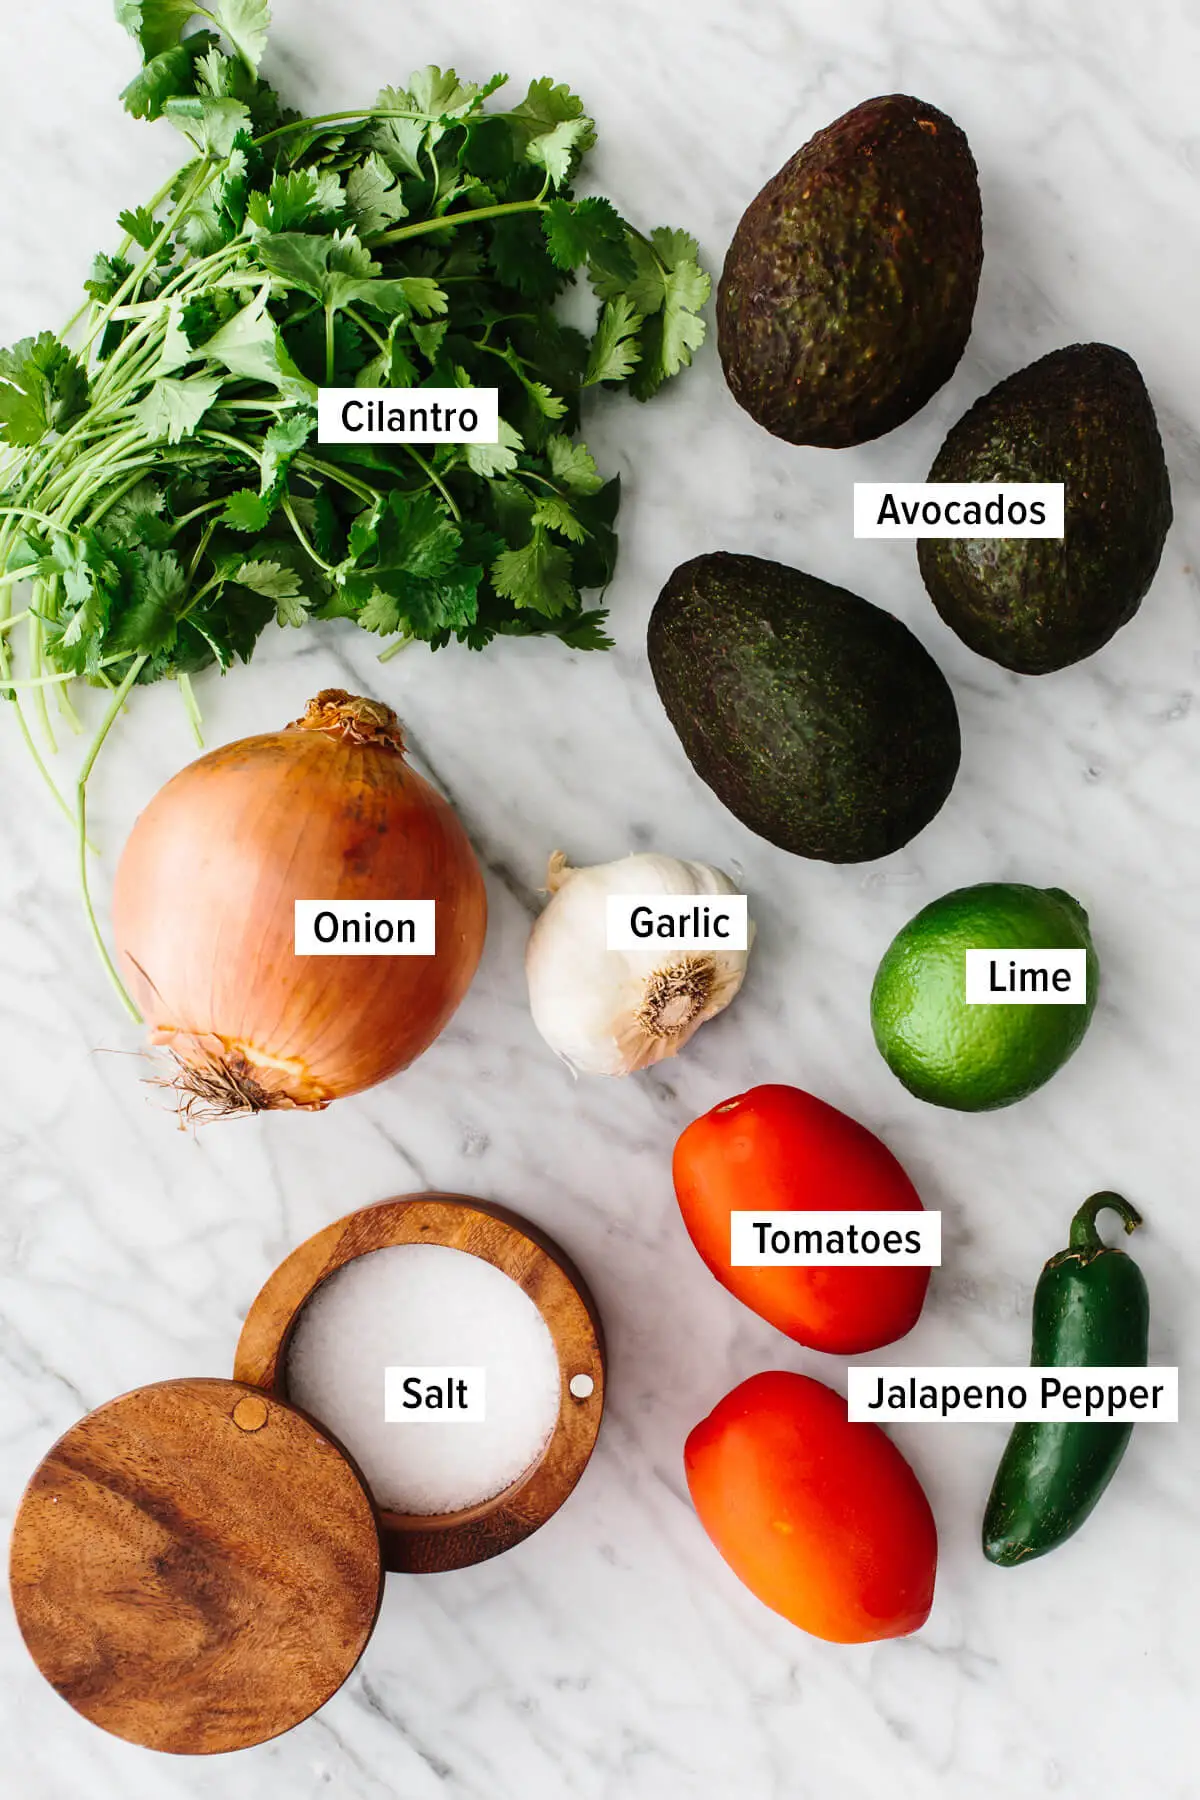 Cilantro
Avocados
Onion
Garlic
Lime
Tomatoes
Salt
Jalapeno Pepper